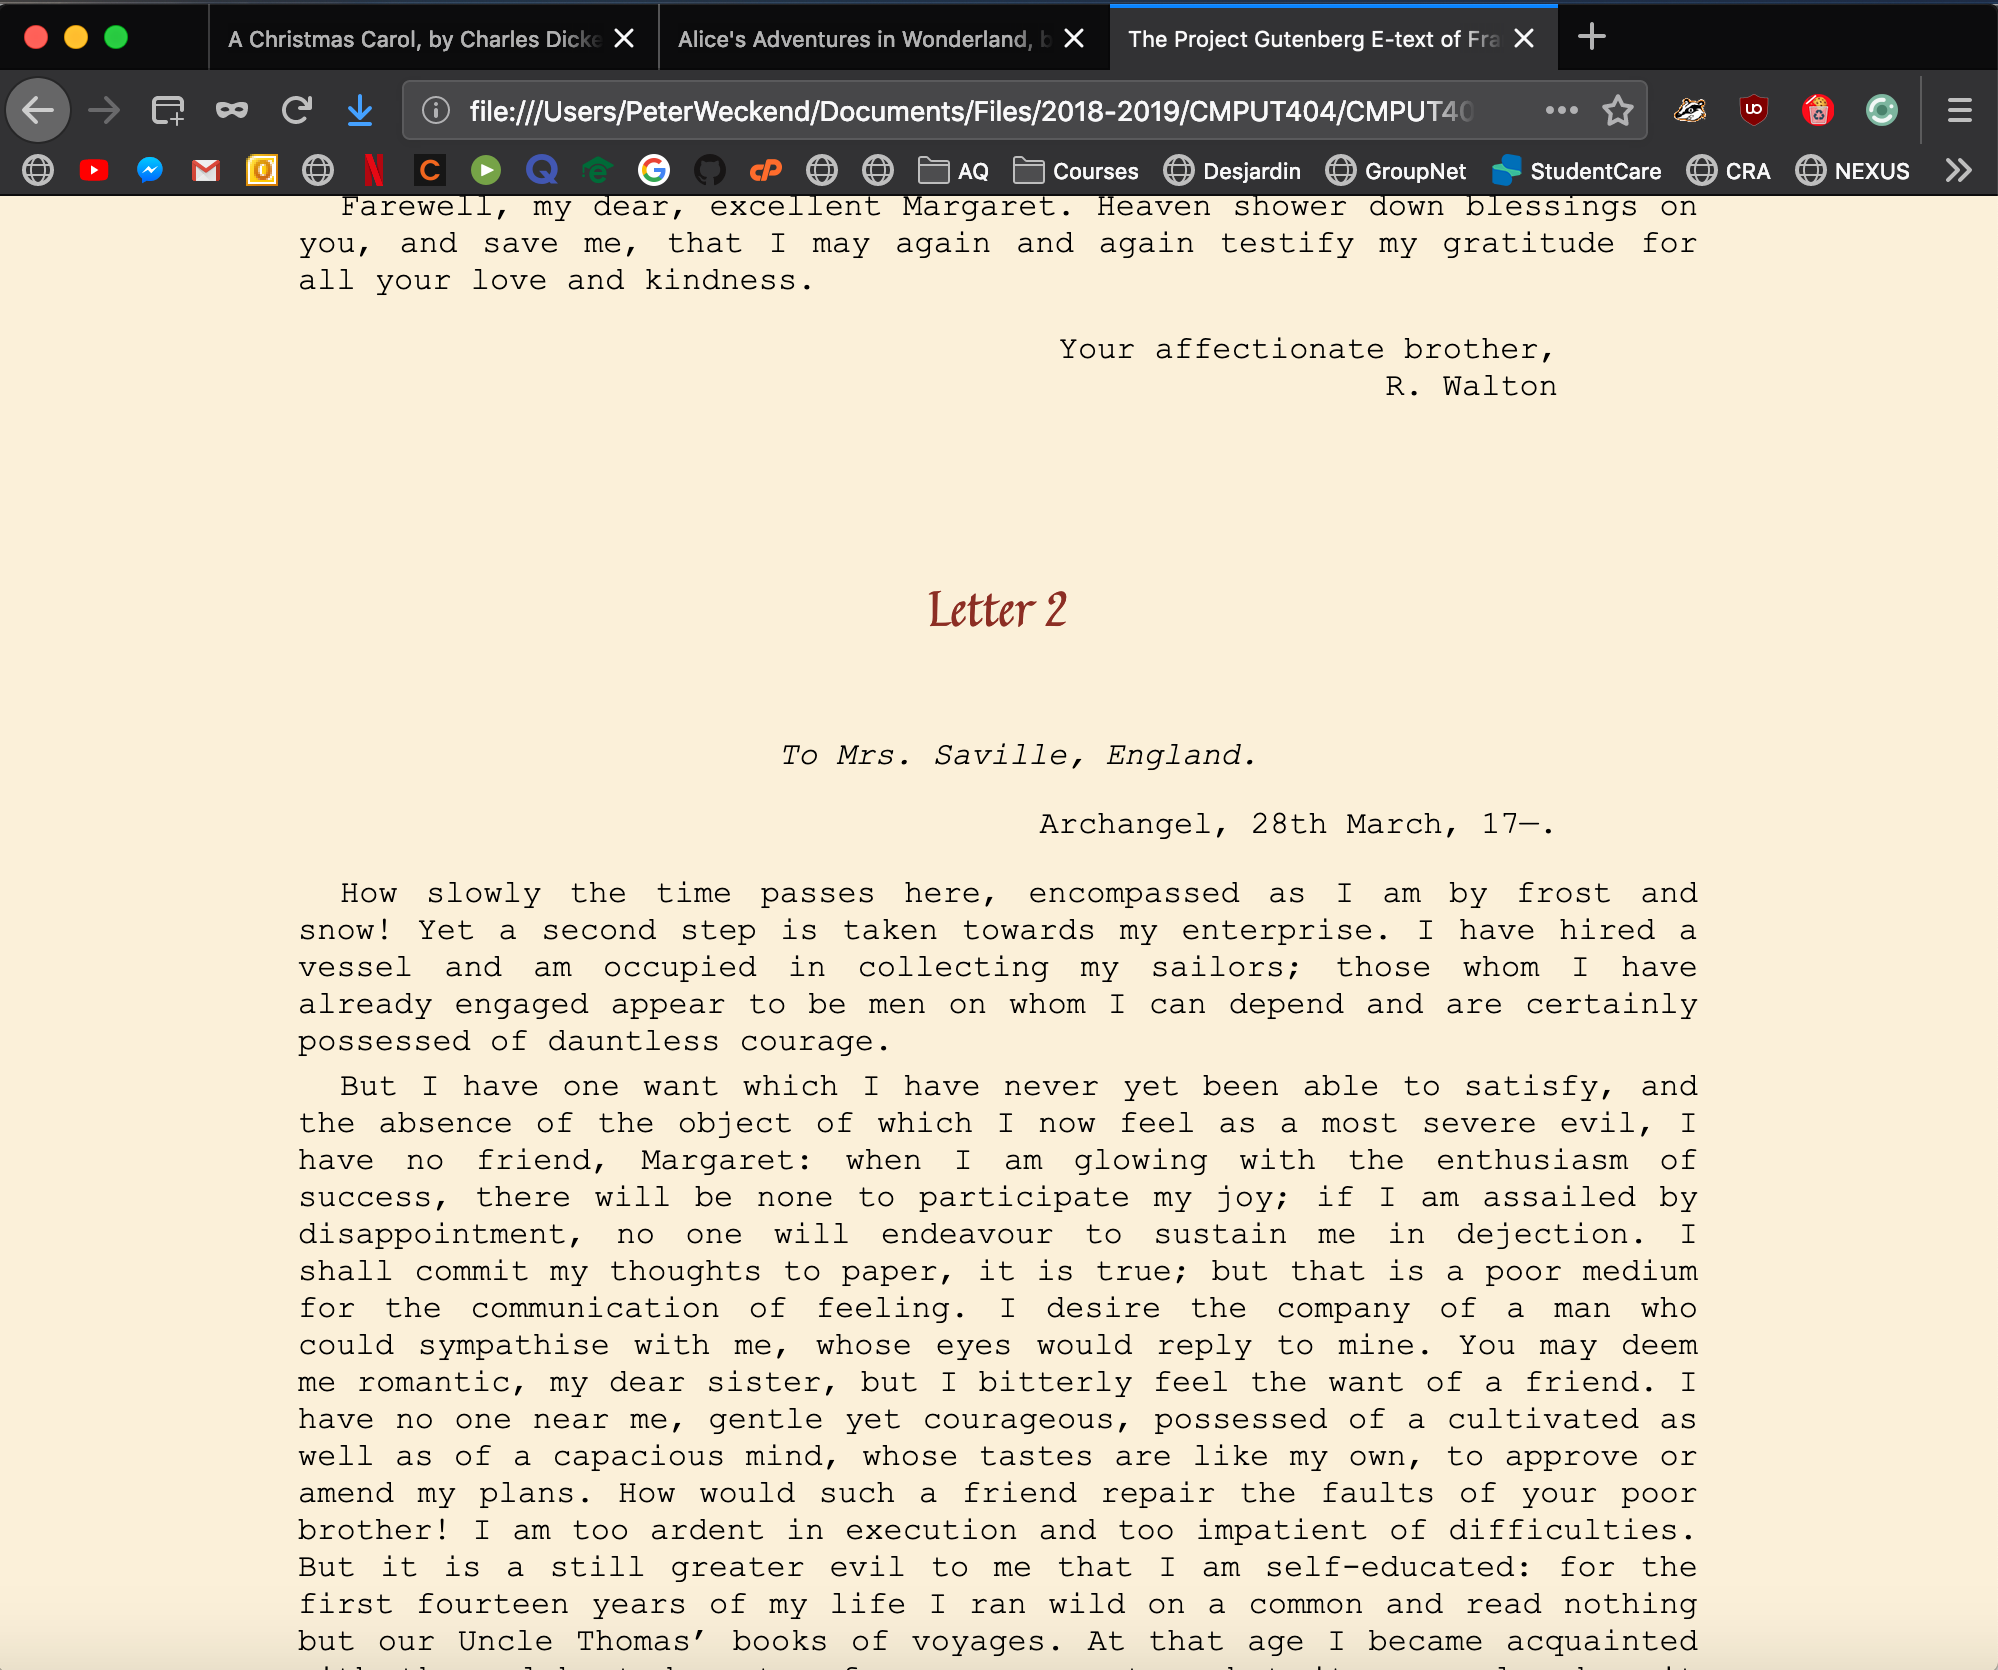 A Christmas Carol, by Charles Dicke
Alice's Adventures in Wonderland, b
The Project Gutenberg E-text of Fra
file:///Users/PeterWeckend/Documents/Files/2018-2019/CMPUT404/CMPUT40
AQ
Courses
Desjardin
GroupNet
StudentCare
CRA
NEXUS
Farewell, my dear, excellent Margaret. Heaven shower down blessings on
you, and save me, that I may again and again testify my gratitude for
all your love and kindness.
Your affectionate brother,
R. Walton
Letter 2
To Mrs. Saville, England.
Archangel, 28th March, 17—.
How slowly the time passes here, encompassed as I am by frost and
snow! Yet a second step is taken towards my enterprise. I have hired a
vessel and am occupied in collecting my sailors; those whom I have
already engaged appear to be men on whom I can depend and are certainly
possessed of dauntless courage.
But I have one want which I have never yet been able to satisfy, and
the absence of the object of which I now feel as a most severe evil, I
have no friend, Margaret: when I am glowing with the enthusiasm of
success, there will be none to participate my joy; if I am assailed by
disappointment, no one will endeavour to sustain me in dejection. I
shall commit my thoughts to paper, it is true; but that is a poor medium
for the communication of feeling. I desire the company of a man who
could sympathise with me, whose eyes would reply to mine. You may deem
me romantic, my dear sister, but I bitterly feel the want of a friend. I
have no one near me, gentle yet courageous, possessed of a cultivated as
well as of a capacious mind, whose tastes are like my own, to approve or
amend my plans. How would such a friend repair the faults of your poor
brother! I am too ardent in execution and too impatient of difficulties.
But it is a still greater evil to me that I am self-educated: for the
first fourteen years of my life I ran wild on a common and read nothing
but our Uncle Thomas’ books of voyages. At that age I became acquainted